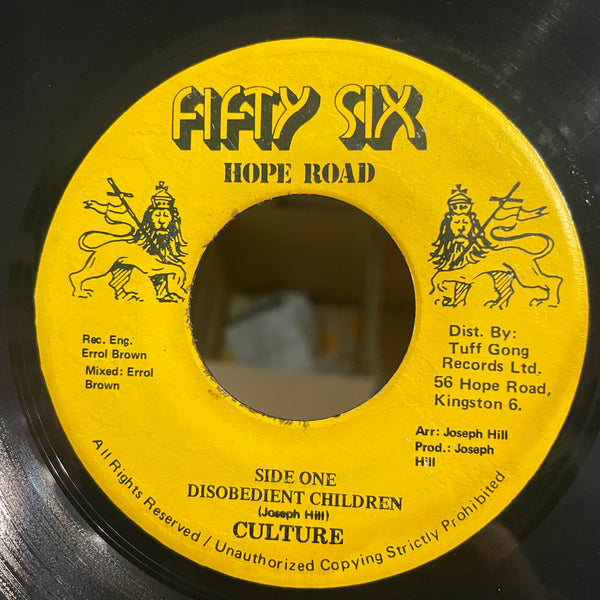 FIFTY SIX
HOPE ROAD
Rec. Eng.
Errol Brown
Mixed: Errol
Brown
Dist. By:
Tuff Gong
Records Ltd.
56 Hope Road,
Kingston 6.
Arr: Joseph Hill
Prod.: Joseph
Hill
SIDE ONE
DISOBEDIENT CHILDREN
(Joseph Hill)
CULTURE
All Rights Reserved / Unauthorized Copying Strictly Prohibited